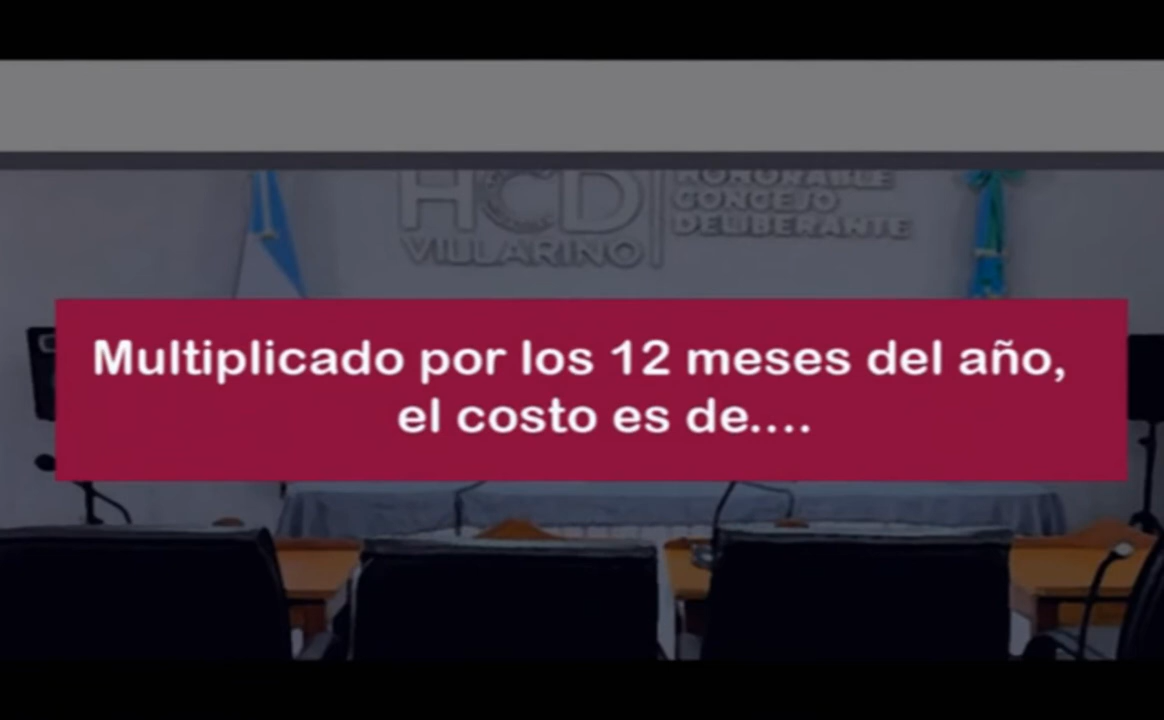 HCD
VILLARINO
HONORABLE
CONCEJO
DELIBERANTE
Multiplicado por los 12 meses del año,
el costo es de....